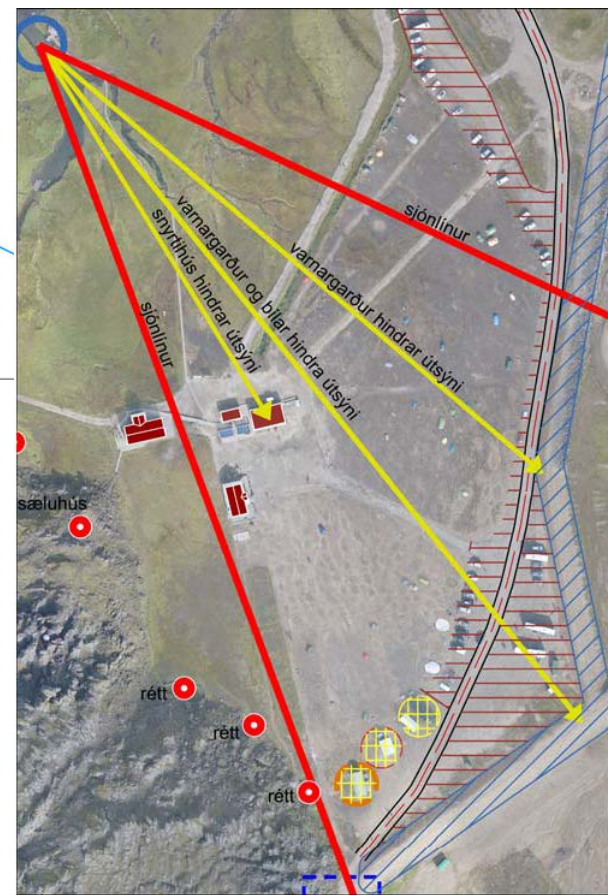 sjónlínur
varnargarður hindrar útsýni
varnargarður og bílar hindra útsýni
snyrtihús hindrar útsýni
sjónlínur
sæluhús
rétt
rétt
rétt